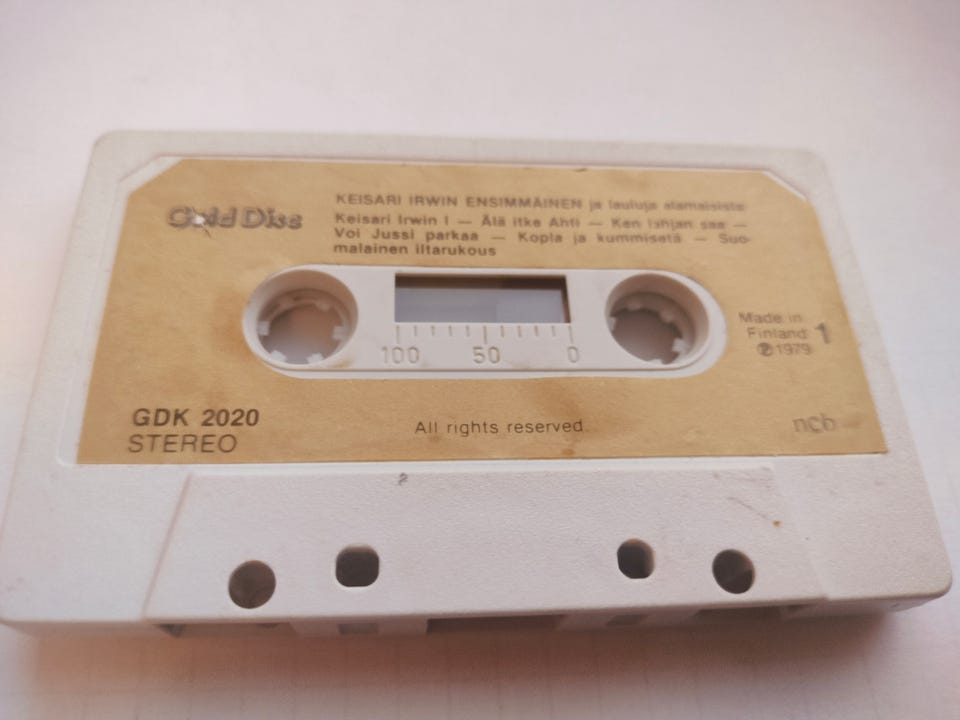 Gold Disc
KEISARI IRWIN ENSIMMÄINEN ja lauluja alamaisista
Keisari Irwin I — Älä itke Ahti — Ken lahjan saa —
Voi Jussi parkaa — Kopla ja kummisetä — Suo-
malainen iltarukous
100 50 0
Made in
Finland 1
Ⓟ 1979
GDK 2020
STEREO
All rights reserved.
ncb
2